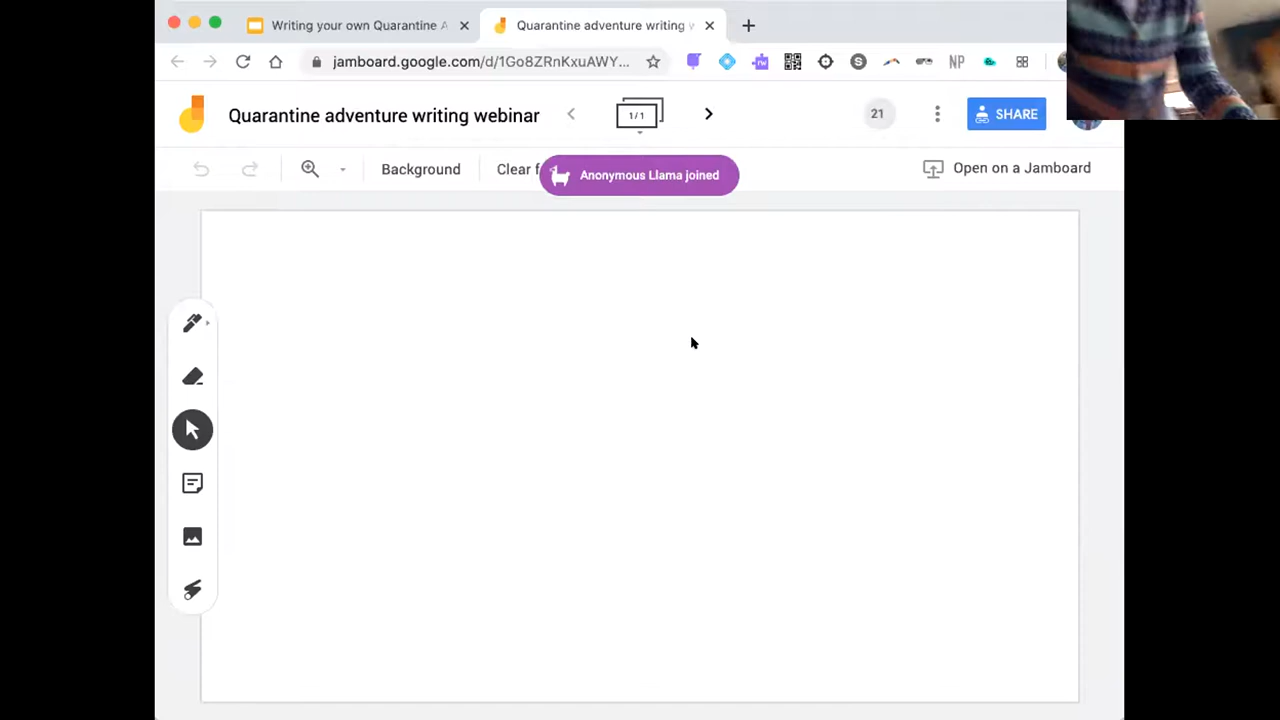 Writing your own Quarantine A
Quarantine adventure writing w
jamboard.google.com/d/1Go8ZRnKxuAWY...
S
NP
Quarantine adventure writing webinar
1/1
21
SHARE
Background
Clear f
Anonymous Llama joined
Open on a Jamboard